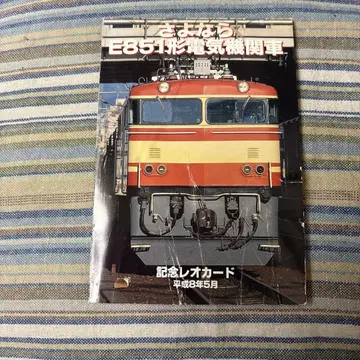 さよなら
E851形電気機関車
記念レオカード
平成8年5月